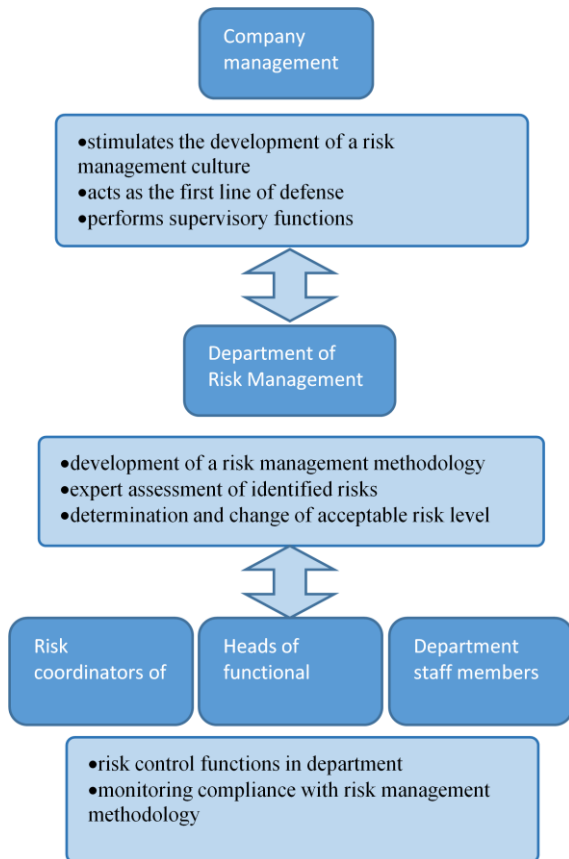 Company
management
•stimulates the development of a risk
management culture
•acts as the first line of defense
•performs supervisory functions
Department of
Risk Management
•development of a risk management methodology
•expert assessment of identified risks
•determination and change of acceptable risk level
Risk
coordinators of
Heads of
functional
Department
staff members
•risk control functions in department
•monitoring compliance with risk management
methodology